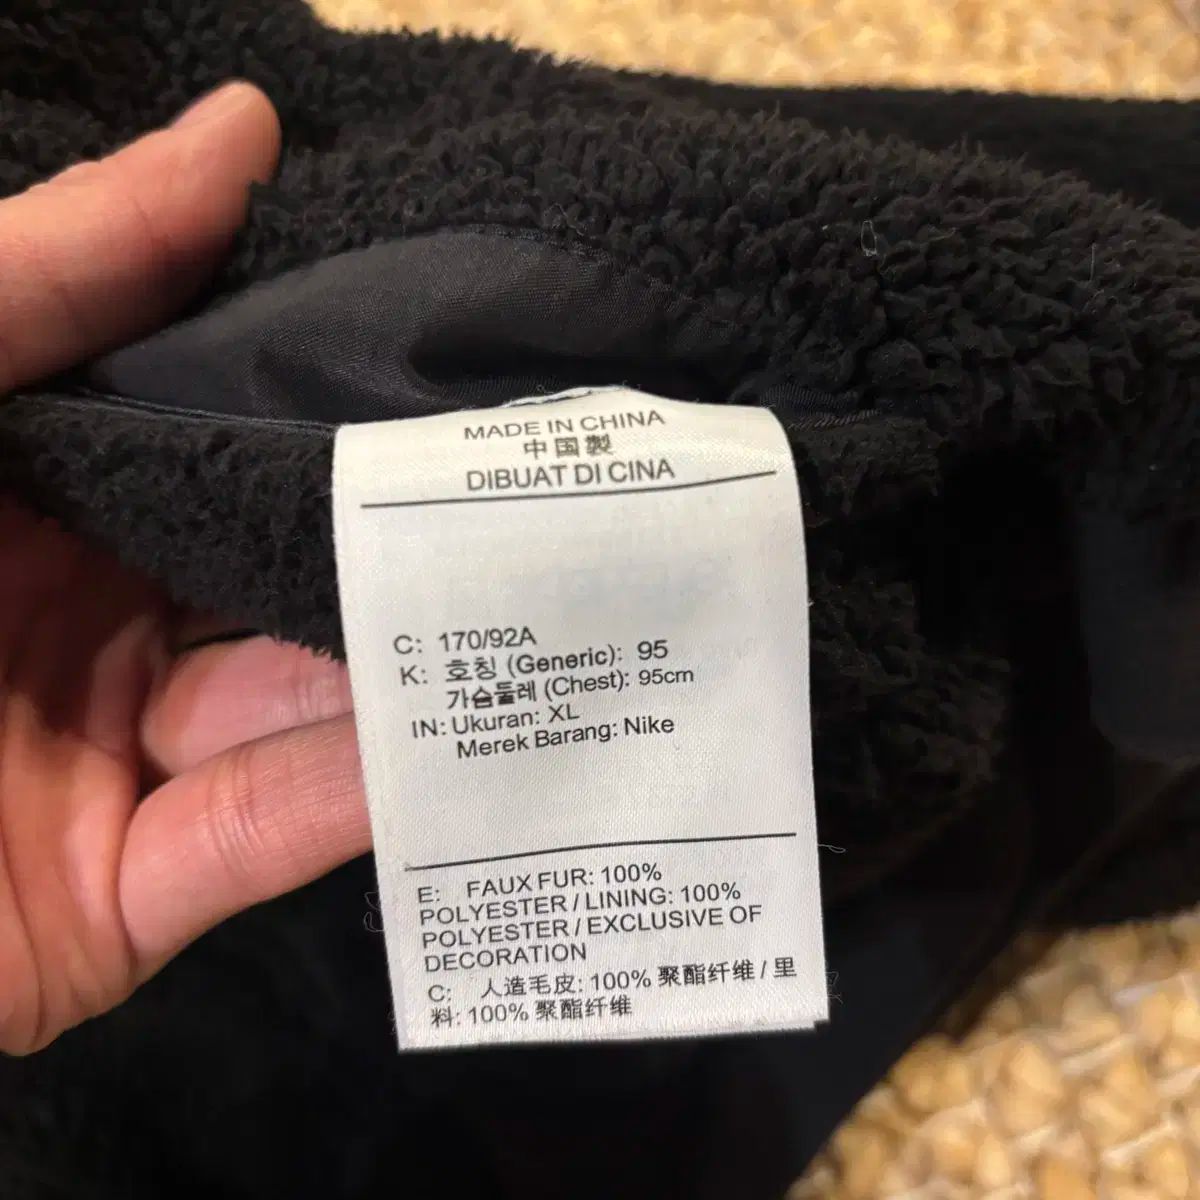 MADE IN CHINA
中国製
DIBUAT DI CINA
C: 170/92A
K: 호칭 (Generic): 95
가슴둘레 (Chest): 95cm
IN: Ukuran: XL
Merek Barang: Nike
E: FAUX FUR: 100%
POLYESTER / LINING: 100%
POLYESTER / EXCLUSIVE OF
DECORATION
C: 人造毛皮: 100% 聚酯纤维 / 里
料: 100% 聚酯纤维